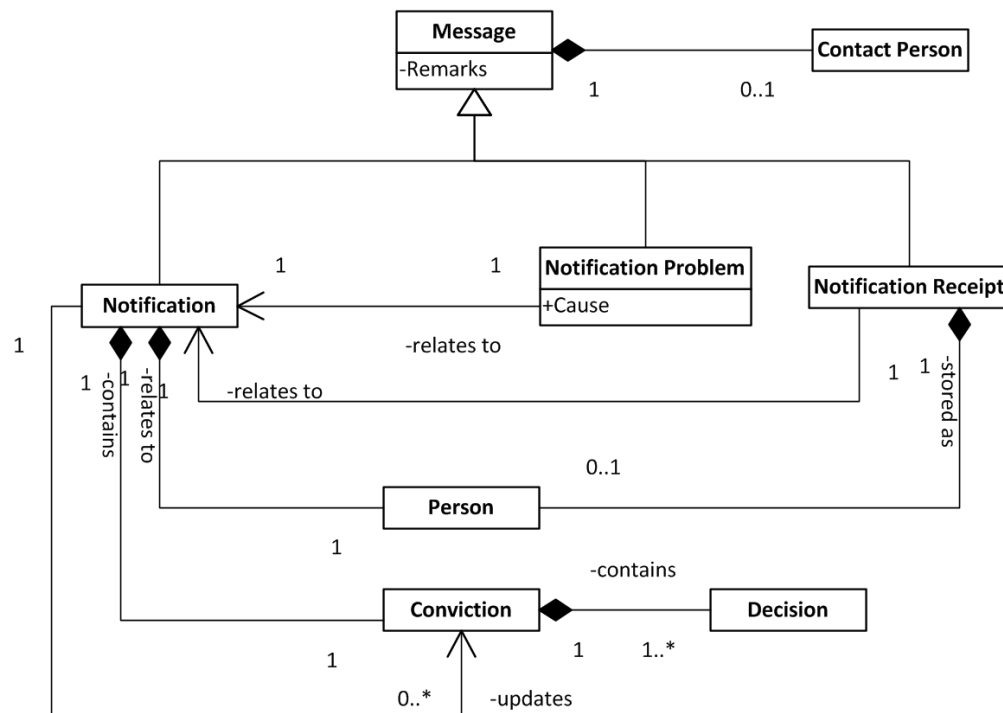 Message
-Remarks
Contact Person
1
0..1
1
1
Notification Problem
+Cause
Notification Receipt
Notification
1
-relates to
1
-contains
1
-relates to
1
-relates to
1
1
-stored as
0..1
Person
1
-contains
Conviction
Decision
1
1
1..*
0..*
-updates